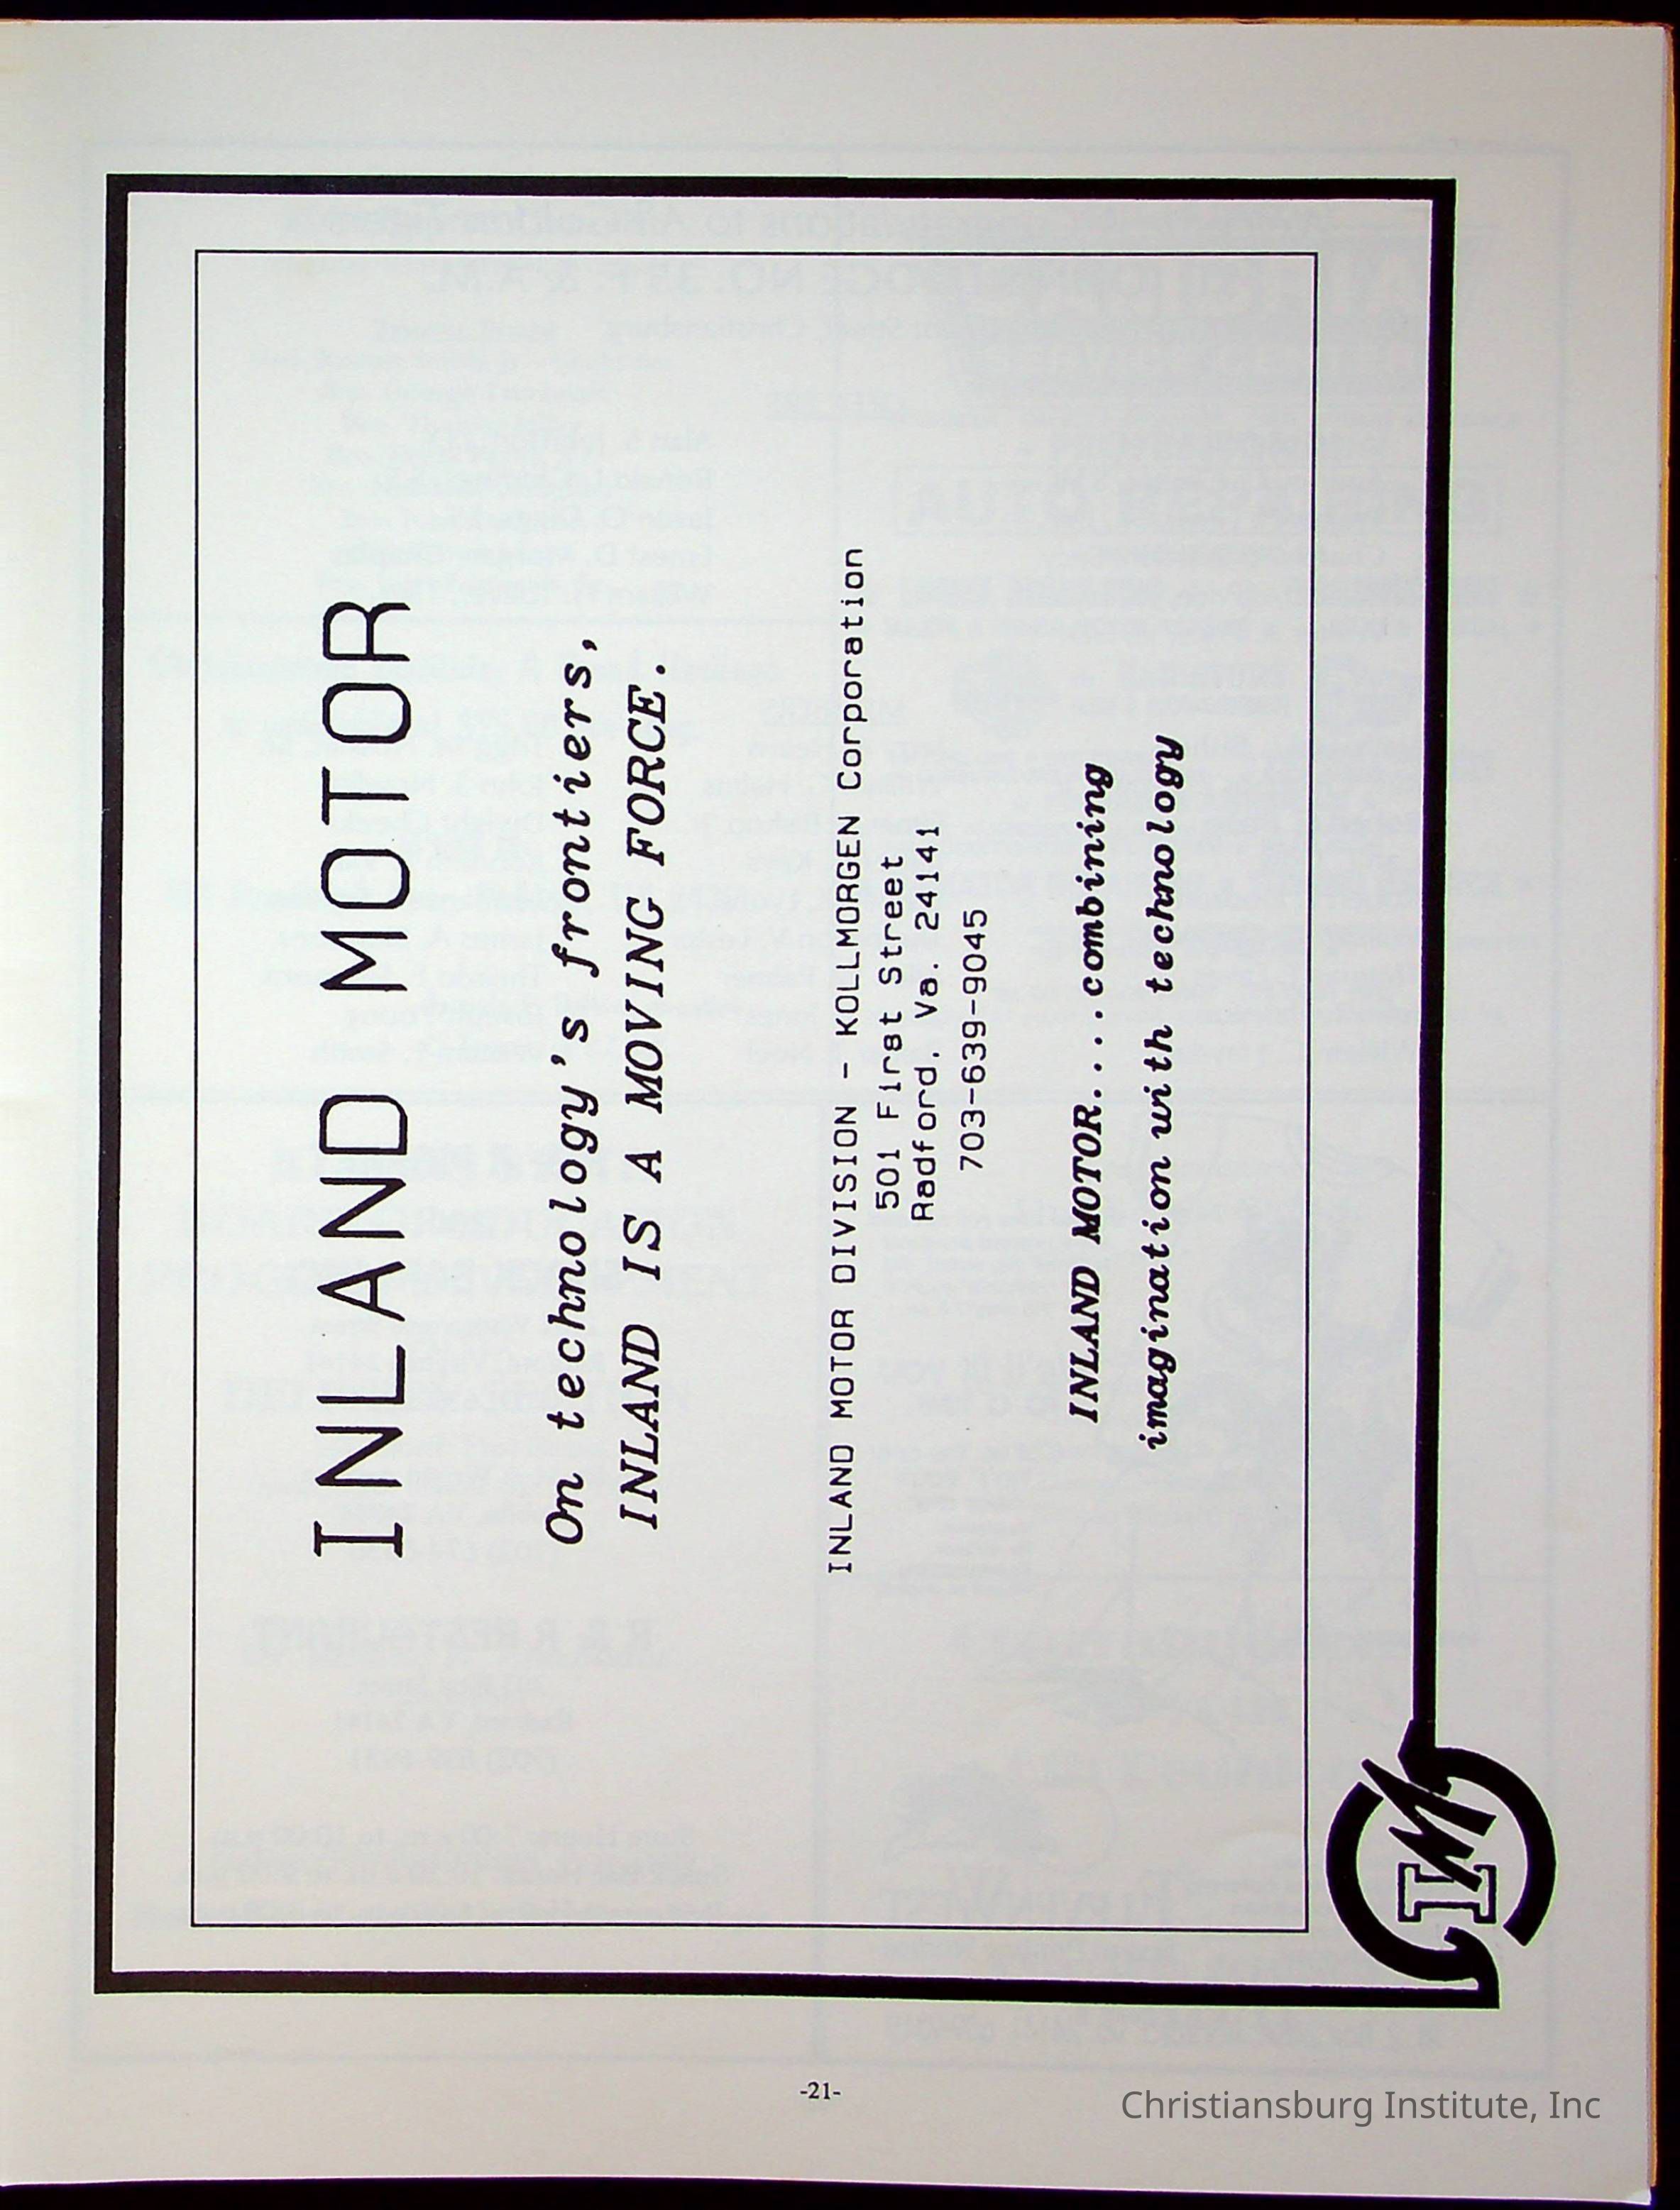 INLAND MOTOR
On technology's frontiers,
INLAND IS A MOVING FORCE.
INLAND MOTOR DIVISION - KOLLMORGEN Corporation
501 First Street
Radford, Va. 24141
703-639-9045
INLAND MOTOR....combining
imagination with technology
IM
-21-
Christiansburg Institute, Inc